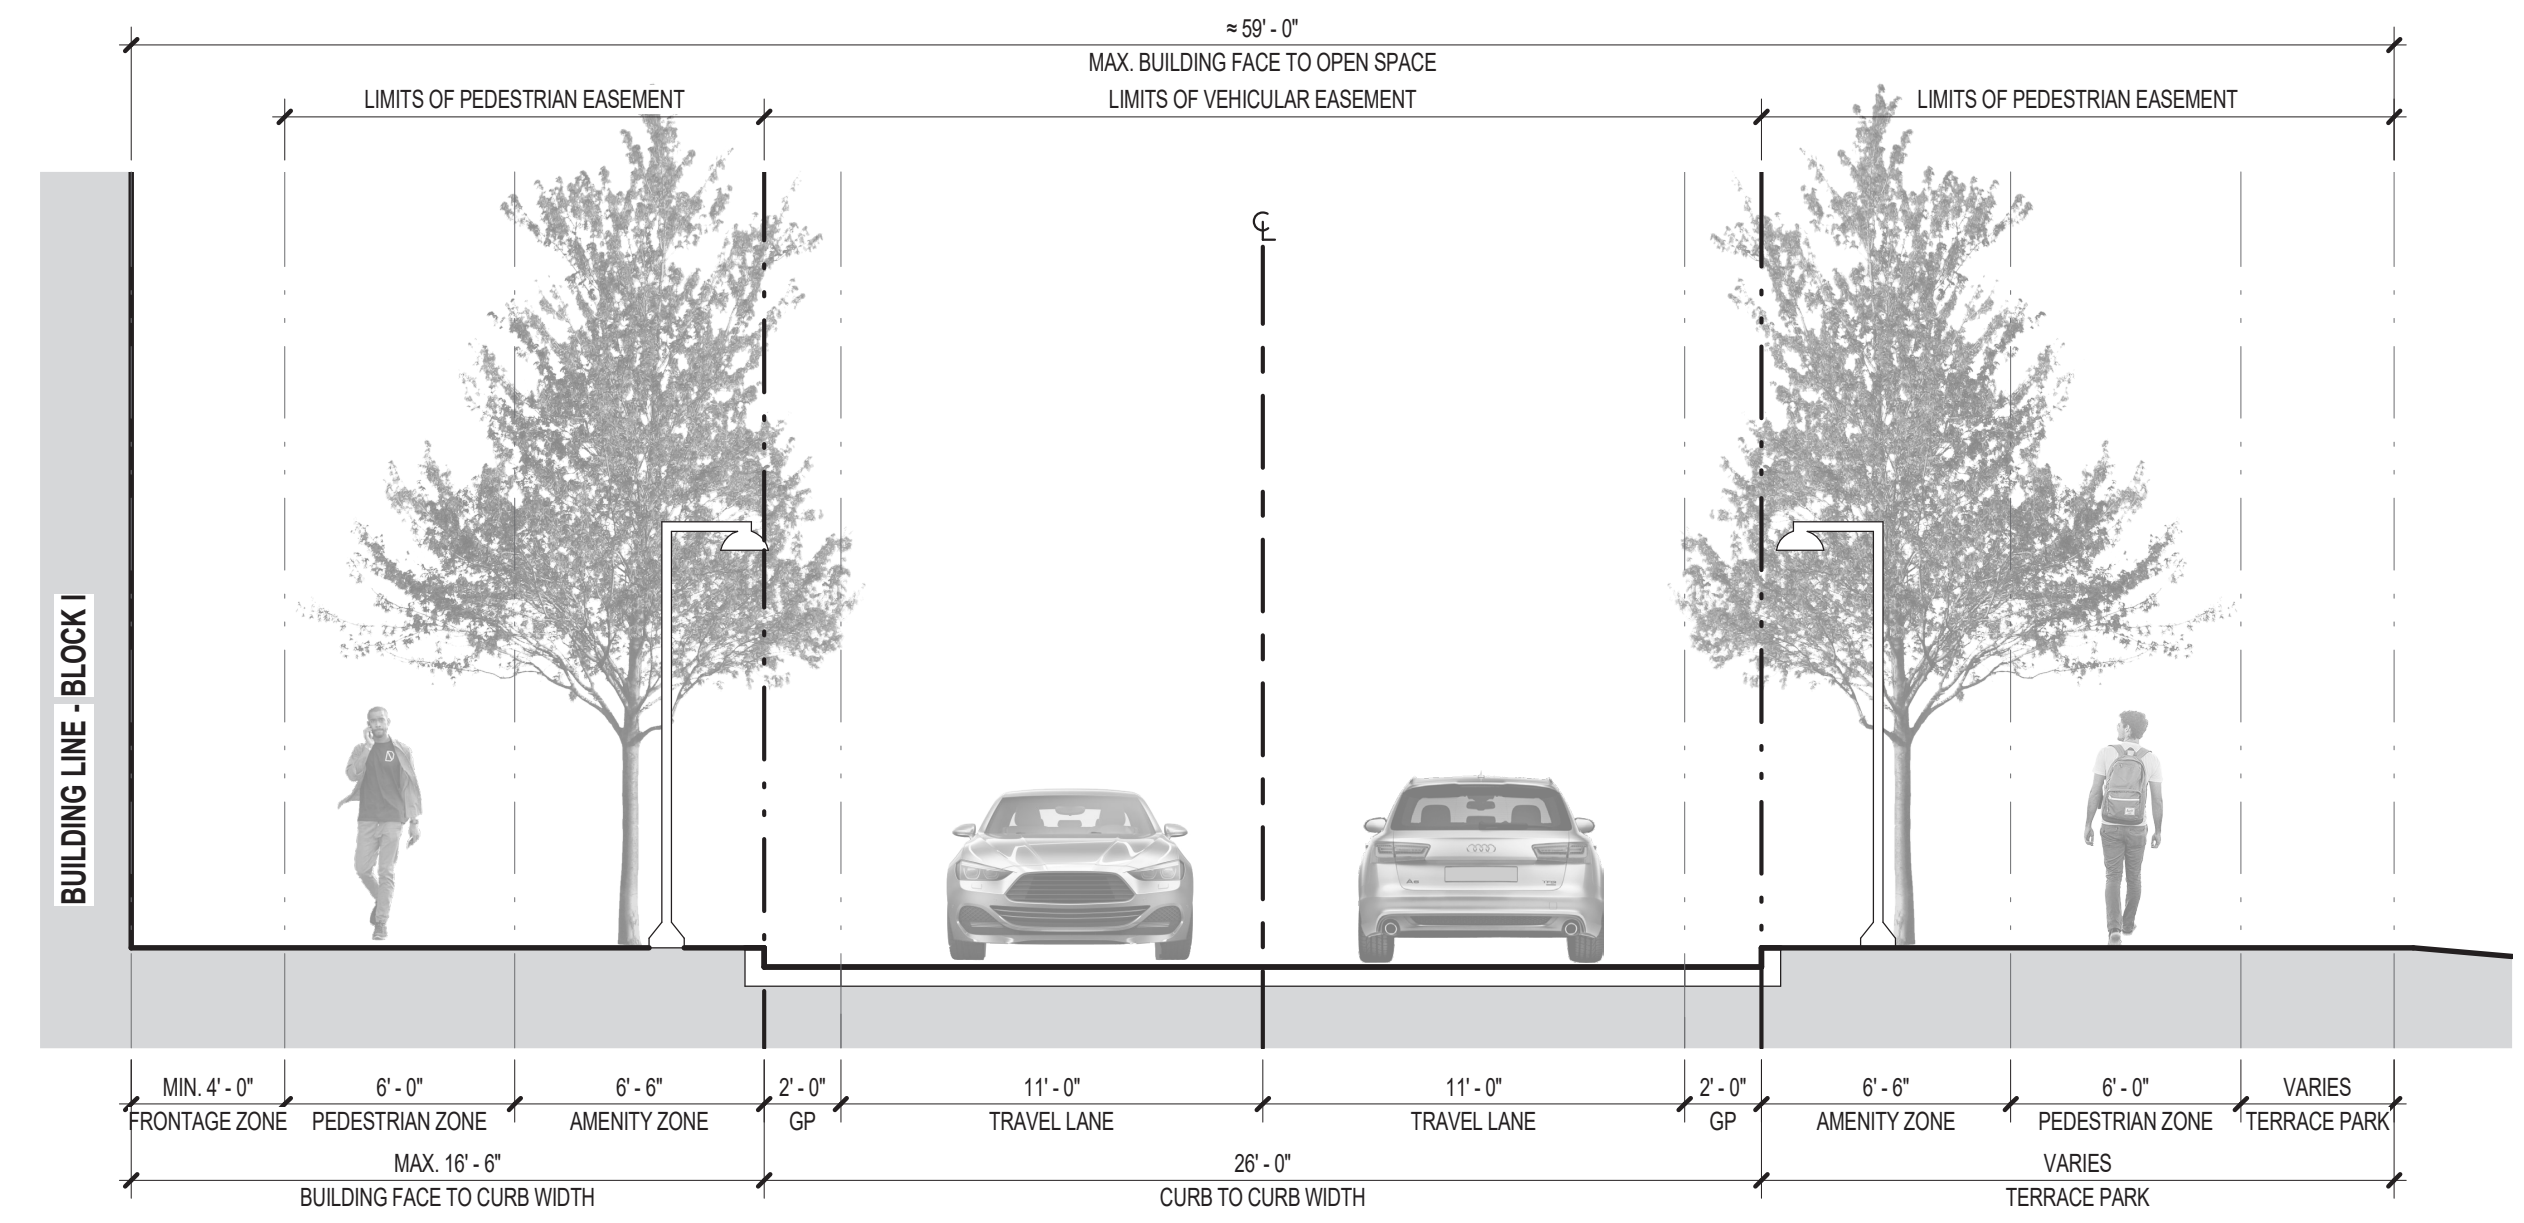 ≈ 59' - 0"
MAX. BUILDING FACE TO OPEN SPACE
LIMITS OF PEDESTRIAN EASEMENT
LIMITS OF VEHICULAR EASEMENT
LIMITS OF PEDESTRIAN EASEMENT
CL
BUILDING LINE - BLOCK I
MIN. 4' - 0"
6' - 0"
6' - 6"
2' - 0"
11' - 0"
11' - 0"
2' - 0"
6' - 6"
6' - 0"
VARIES
FRONTAGE ZONE
PEDESTRIAN ZONE
AMENITY ZONE
GP
TRAVEL LANE
TRAVEL LANE
GP
AMENITY ZONE
PEDESTRIAN ZONE
TERRACE PARK
MAX. 16' - 6"
26' - 0"
VARIES
BUILDING FACE TO CURB WIDTH
CURB TO CURB WIDTH
TERRACE PARK